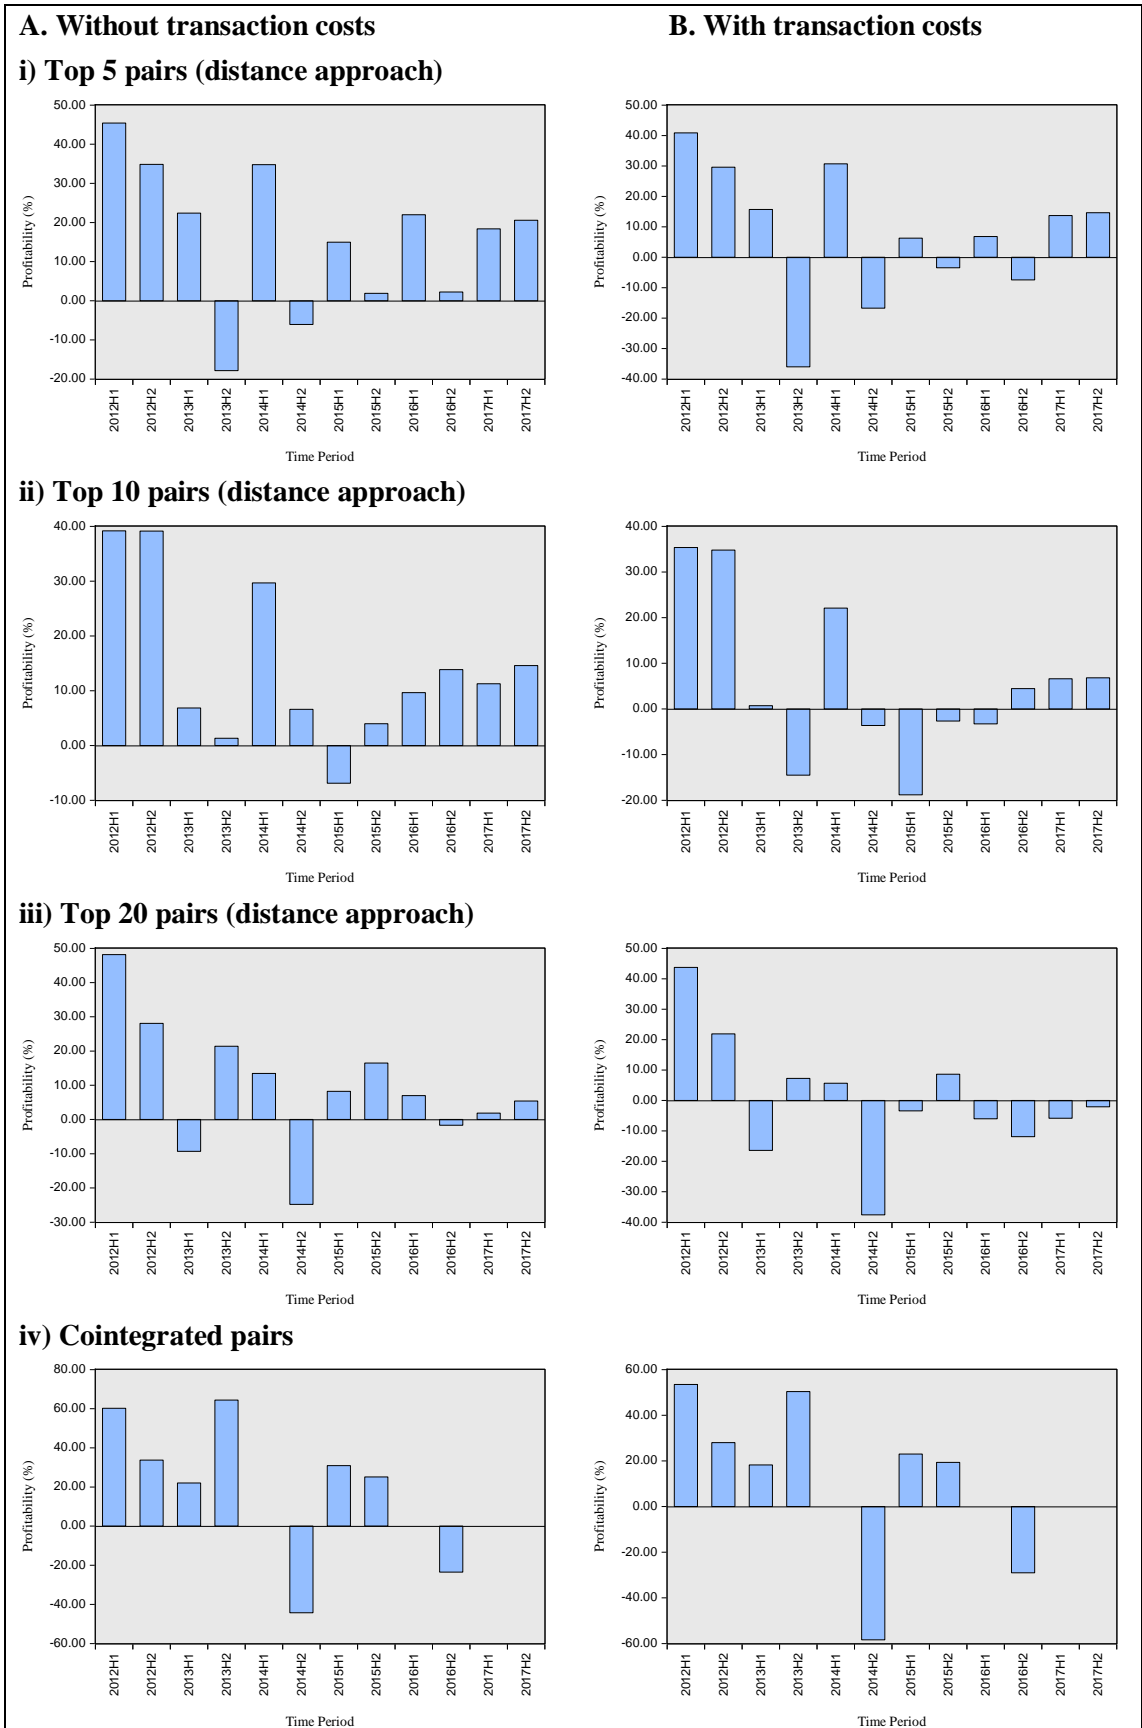 A. Without transaction costs
B. With transaction costs
i) Top 5 pairs (distance approach)
50.00
40.00
30.00
20.00
10.00
0.00
-10.00
-20.00
Profitability (%)
2012H1
2012H2
2013H1
2013H2
2014H1
2014H2
2015H1
2015H2
2016H1
2016H2
2017H1
2017H2
Time Period
50.00
40.00
30.00
20.00
10.00
0.00
-10.00
-20.00
-30.00
-40.00
Profitability (%)
2012H1
2012H2
2013H1
2013H2
2014H1
2014H2
2015H1
2015H2
2016H1
2016H2
2017H1
2017H2
Time Period
ii) Top 10 pairs (distance approach)
40.00
30.00
20.00
10.00
0.00
-10.00
Profitability (%)
2012H1
2012H2
2013H1
2013H2
2014H1
2014H2
2015H1
2015H2
2016H1
2016H2
2017H1
2017H2
Time Period
40.00
30.00
20.00
10.00
0.00
-10.00
-20.00
Profitability (%)
2012H1
2012H2
2013H1
2013H2
2014H1
2014H2
2015H1
2015H2
2016H1
2016H2
2017H1
2017H2
Time Period
iii) Top 20 pairs (distance approach)
50.00
40.00
30.00
20.00
10.00
0.00
-10.00
-20.00
-30.00
Profitability (%)
2012H1
2012H2
2013H1
2013H2
2014H1
2014H2
2015H1
2015H2
2016H1
2016H2
2017H1
2017H2
Time Period
50.00
40.00
30.00
20.00
10.00
0.00
-10.00
-20.00
-30.00
-40.00
Profitability (%)
2012H1
2012H2
2013H1
2013H2
2014H1
2014H2
2015H1
2015H2
2016H1
2016H2
2017H1
2017H2
Time Period
iv) Cointegrated pairs
80.00
60.00
40.00
20.00
0.00
-20.00
-40.00
-60.00
Profitability (%)
2012H1
2012H2
2013H1
2013H2
2014H1
2014H2
2015H1
2015H2
2016H1
2016H2
2017H1
2017H2
Time Period
60.00
40.00
20.00
0.00
-20.00
-40.00
-60.00
Profitability (%)
2012H1
2012H2
2013H1
2013H2
2014H1
2014H2
2015H1
2015H2
2016H1
2016H2
2017H1
2017H2
Time Period